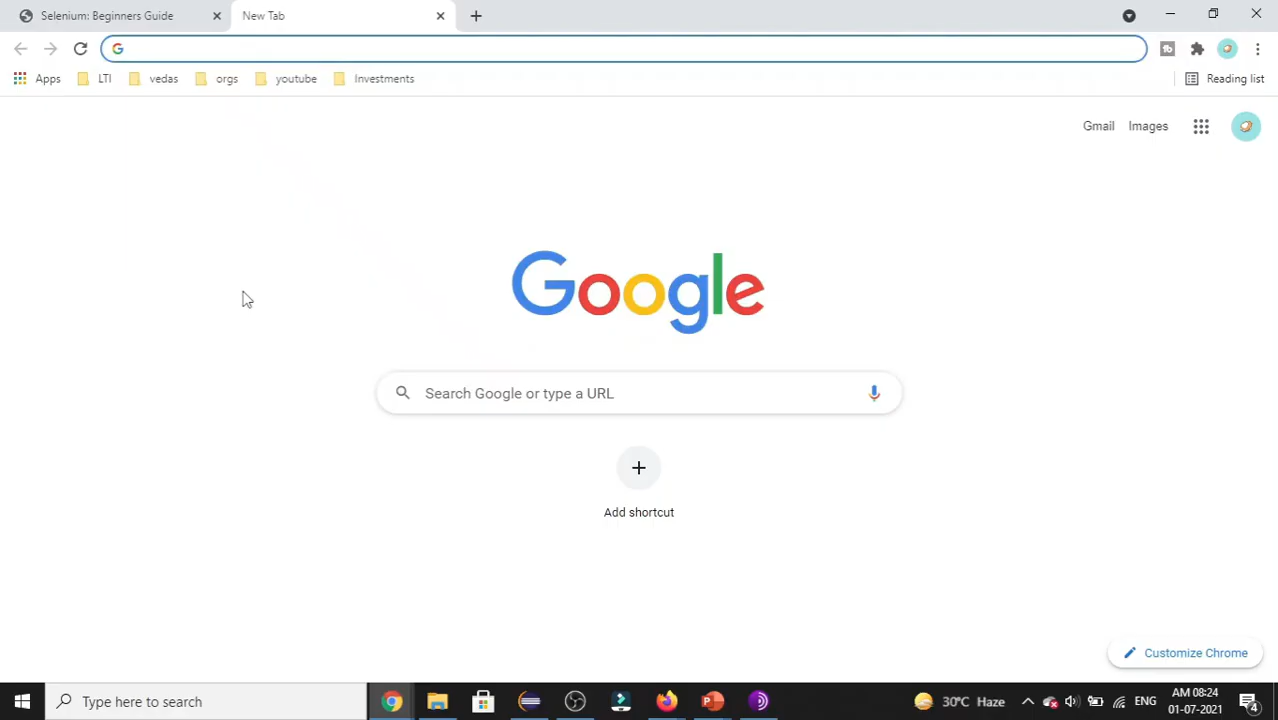 Selenium: Beginners Guide
New Tab
Apps LTI vedas orgs youtube Investments Reading list
Gmail Images
Google
Search Google or type a URL
Add shortcut
Customize Chrome
Type here to search
30°C Haze
ENG
AM 08:24
01-07-2021
4